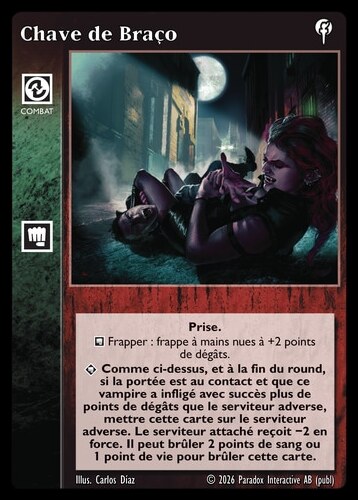 Chave de Braço
COMBAT
Prise.
Frapper : frappe à mains nues à +2 points
de dégâts.
Comme ci-dessus, et à la fin du round,
si la portée est au contact et que ce
vampire a infligé avec succès plus de
points de dégâts que le serviteur adverse,
mettre cette carte sur le serviteur
adverse. Le serviteur attaché reçoit −2 en
force. Il peut brûler 2 points de sang ou
1 point de vie pour brûler cette carte.
Illus. Carlos Díaz
© 2026 Paradox Interactive AB (publ)